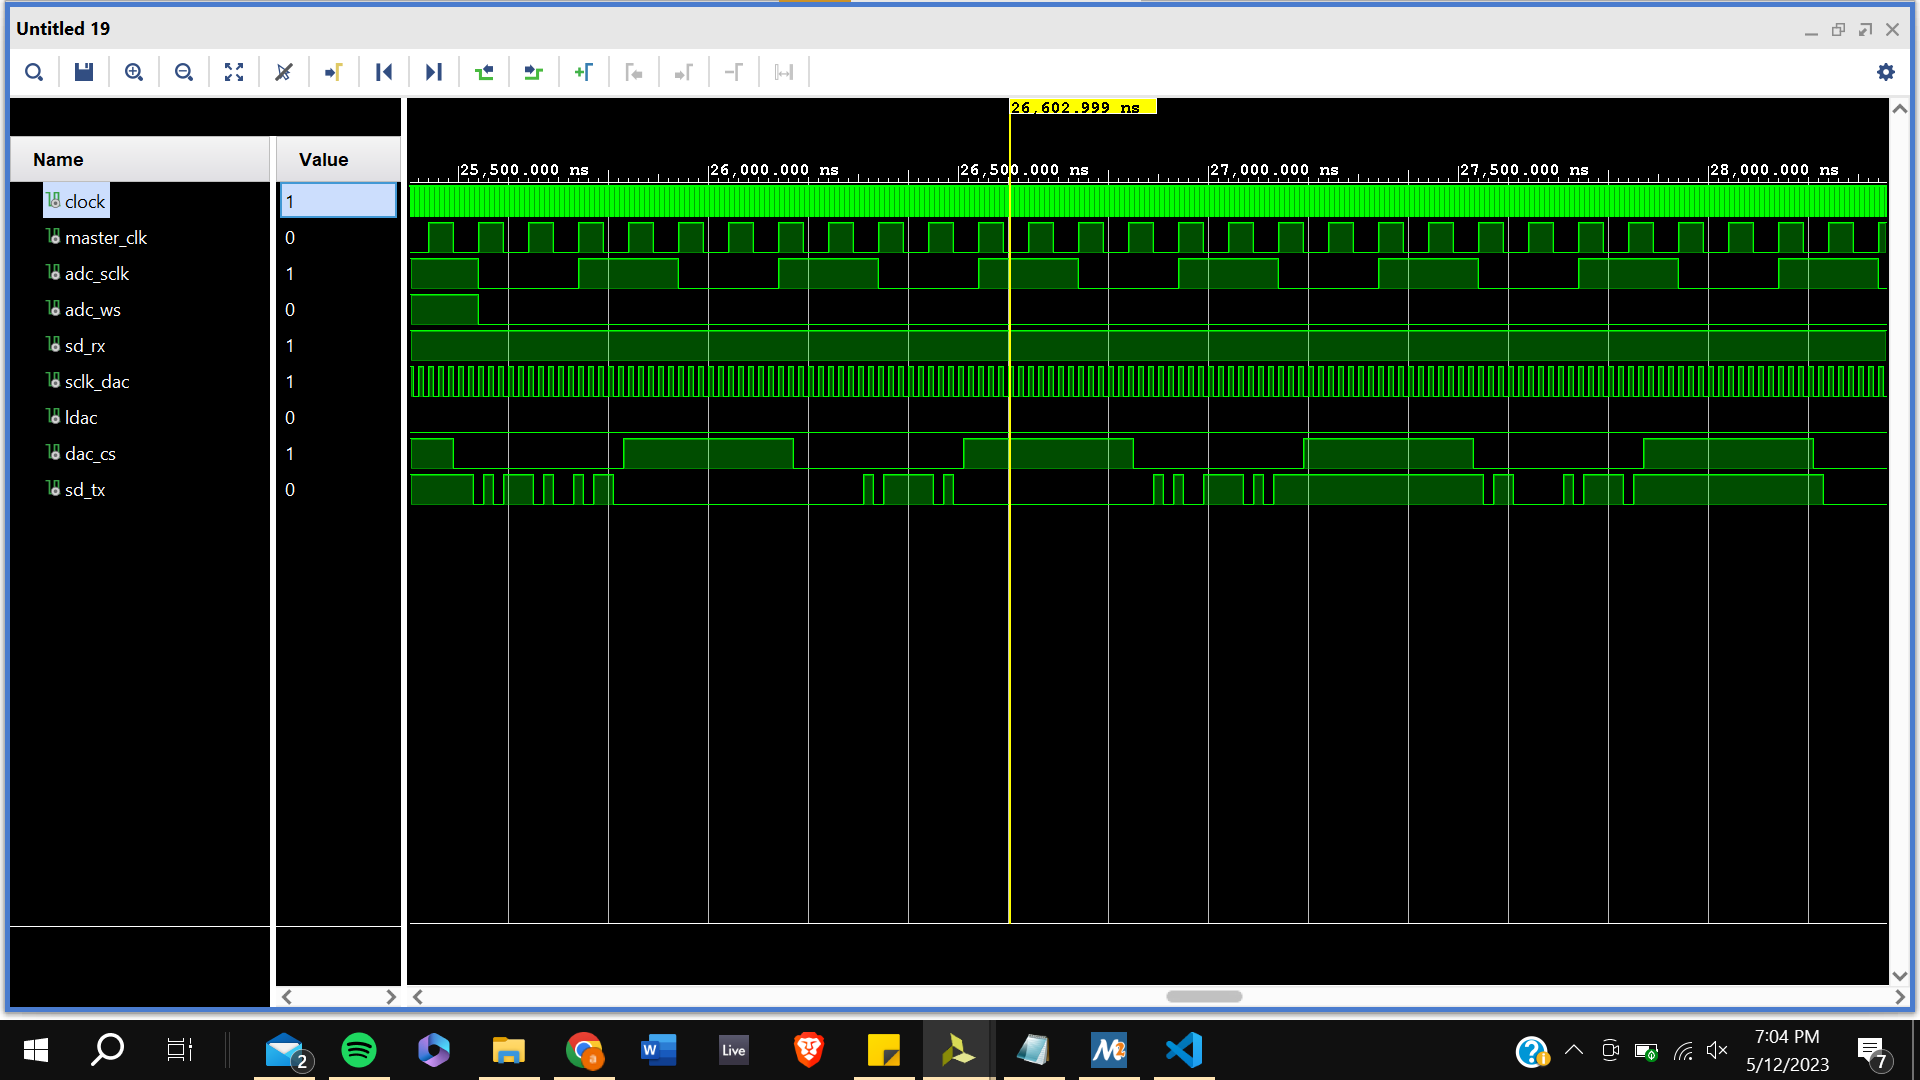 Untitled 19
26,602.999 ns
Name Value
25,500.000 ns 26,000.000 ns 26,500.000 ns 27,000.000 ns 27,500.000 ns 28,000.000 ns
clock 1
master_clk 0
adc_sclk 1
adc_ws 0
sd_rx 1
sclk_dac 1
ldac 0
dac_cs 1
sd_tx 0
2
a
W
Live
M2
7:04 PM
5/12/2023
7